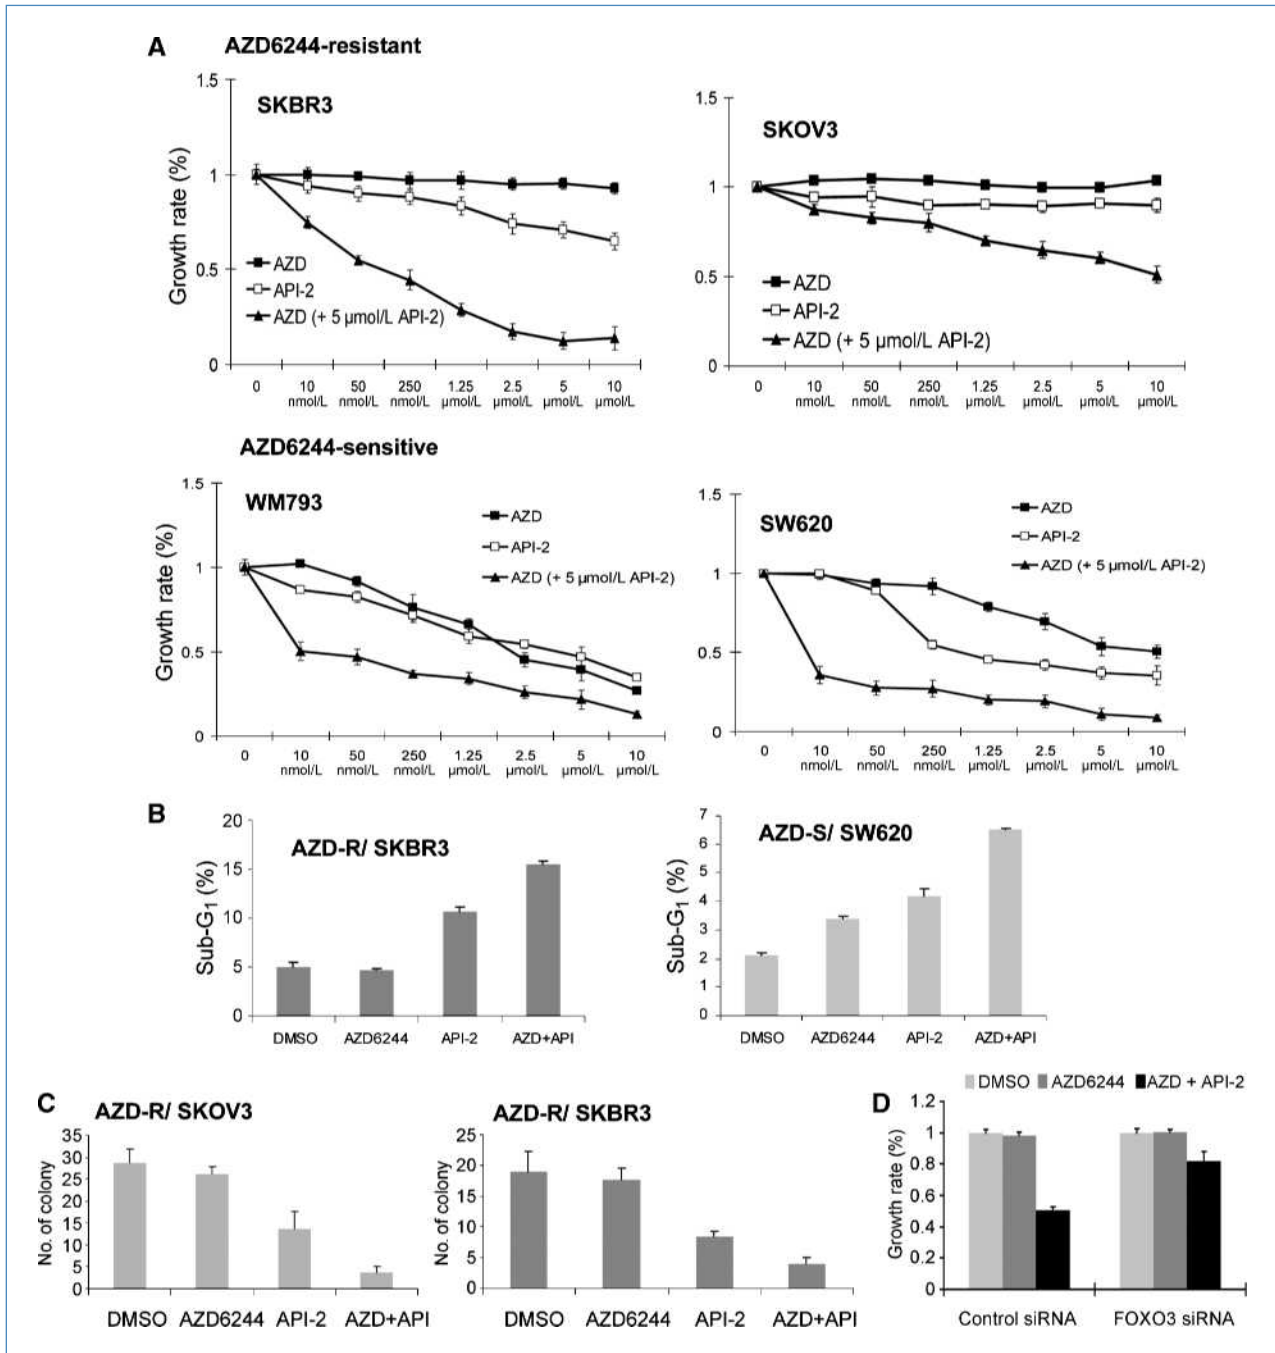 A AZD6244-resistant
SKBR3
Growth rate (%)
1.5
1
0.5
0
AZD
API-2
AZD (+ 5 µmol/L API-2)
0 10 50 250 1.25 2.5 5 10
nmol/L nmol/L nmol/L µmol/L µmol/L µmol/L µmol/L
SKOV3
1.5
1
0.5
0
AZD
API-2
AZD (+ 5 µmol/L API-2)
0 10 50 250 1.25 2.5 5 10
nmol/L nmol/L nmol/L µmol/L µmol/L µmol/L µmol/L
AZD6244-sensitive
WM793
Growth rate (%)
1.5
1
0.5
0
AZD
API-2
AZD (+ 5 µmol/L API-2)
0 10 50 250 1.25 2.5 5 10
nmol/L nmol/L nmol/L µmol/L µmol/L µmol/L µmol/L
SW620
1.5
1
0.5
0
AZD
API-2
AZD (+ 5 µmol/L API-2)
0 10 50 250 1.25 2.5 5 10
nmol/L nmol/L nmol/L µmol/L µmol/L µmol/L µmol/L
B
AZD-R/ SKBR3
Sub-G1 (%)
20
15
10
5
0
DMSO AZD6244 API-2 AZD+API
AZD-S/ SW620
Sub-G1 (%)
7
6
5
4
3
2
1
0
DMSO AZD6244 API-2 AZD+API
C AZD-R/ SKOV3
No. of colony
35
30
25
20
15
10
5
0
DMSO AZD6244 API-2 AZD+API
AZD-R/ SKBR3
No. of colony
25
20
15
10
5
0
DMSO AZD6244 API-2 AZD+API
D
DMSO AZD6244 AZD + API-2
Growth rate (%)
1.2
1
0.8
0.6
0.4
0.2
0
Control siRNA FOXO3 siRNA